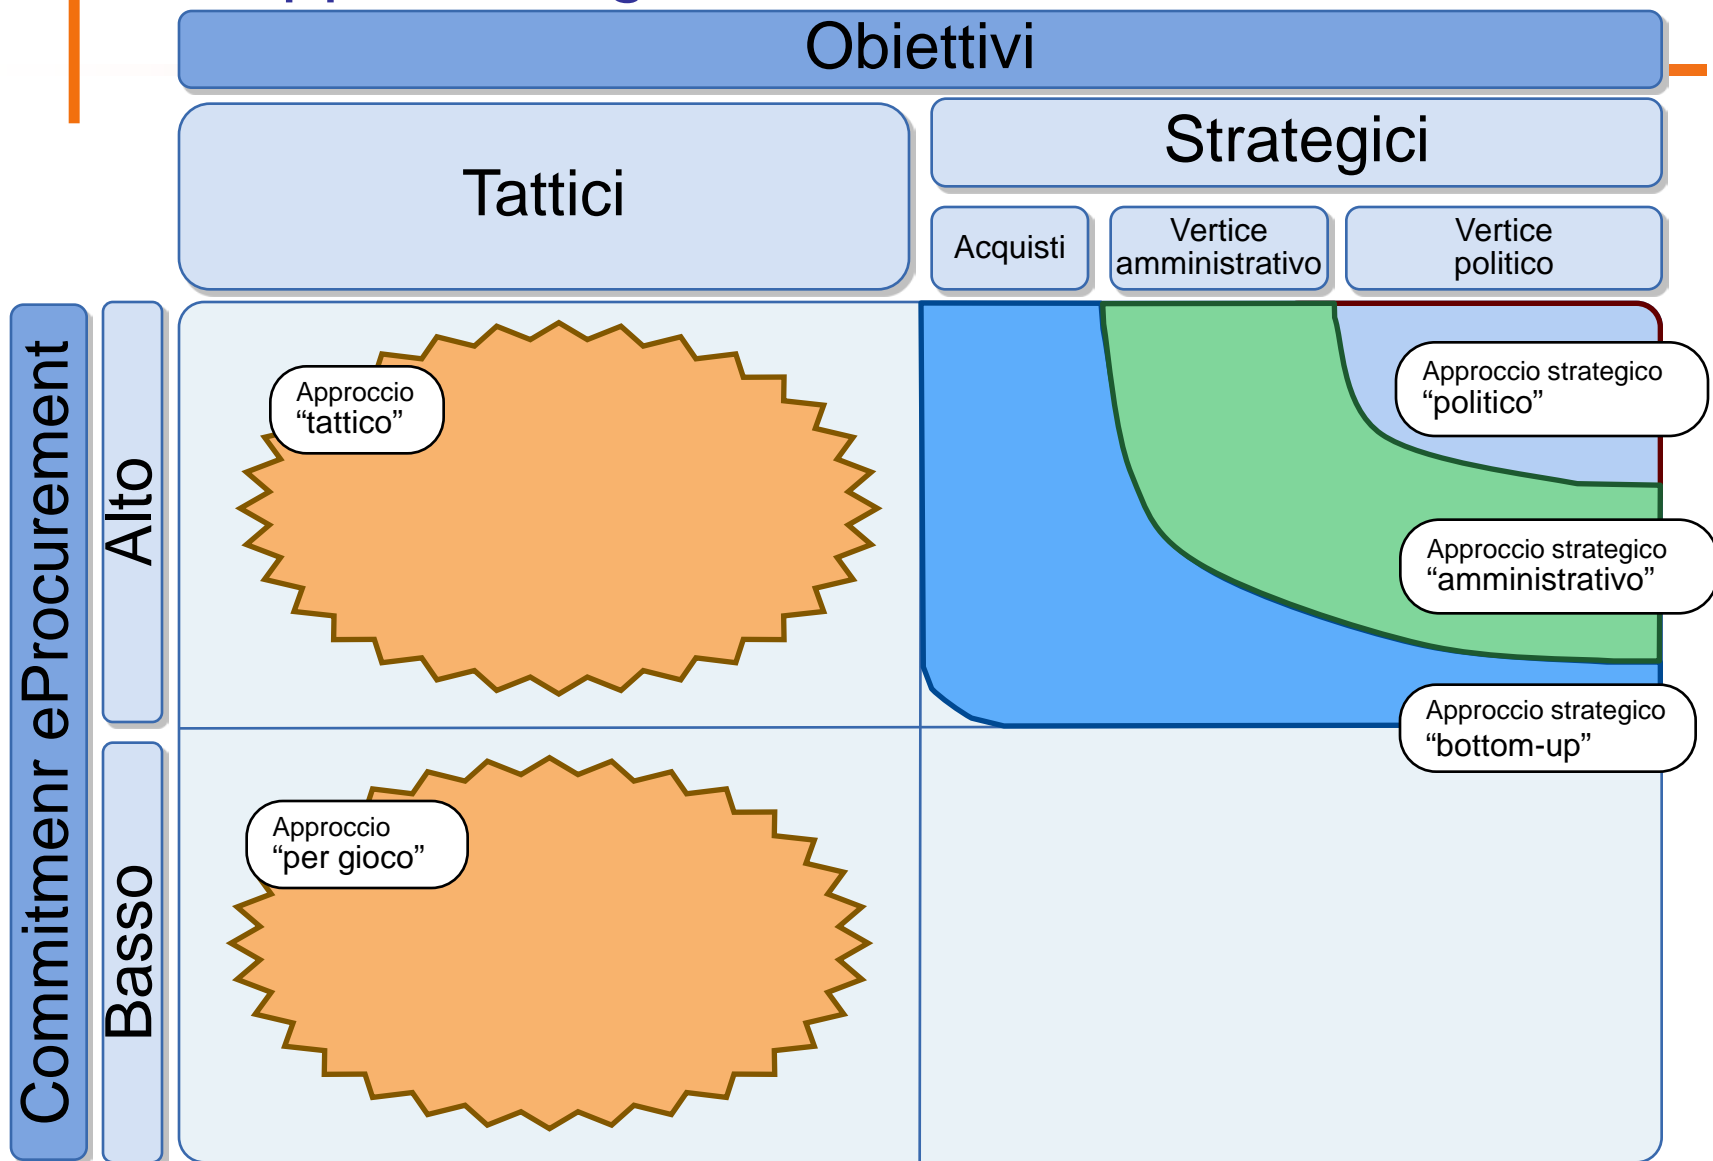 Obiettivi
Tattici
Strategici
Acquisti
Vertice
amministrativo
Vertice
politico
Commitmenr eProcurement
Alto
Basso
Approccio
“tattico”
Approccio strategico
“politico”
Approccio strategico
“amministrativo”
Approccio strategico
“bottom-up”
Approccio
“per gioco”